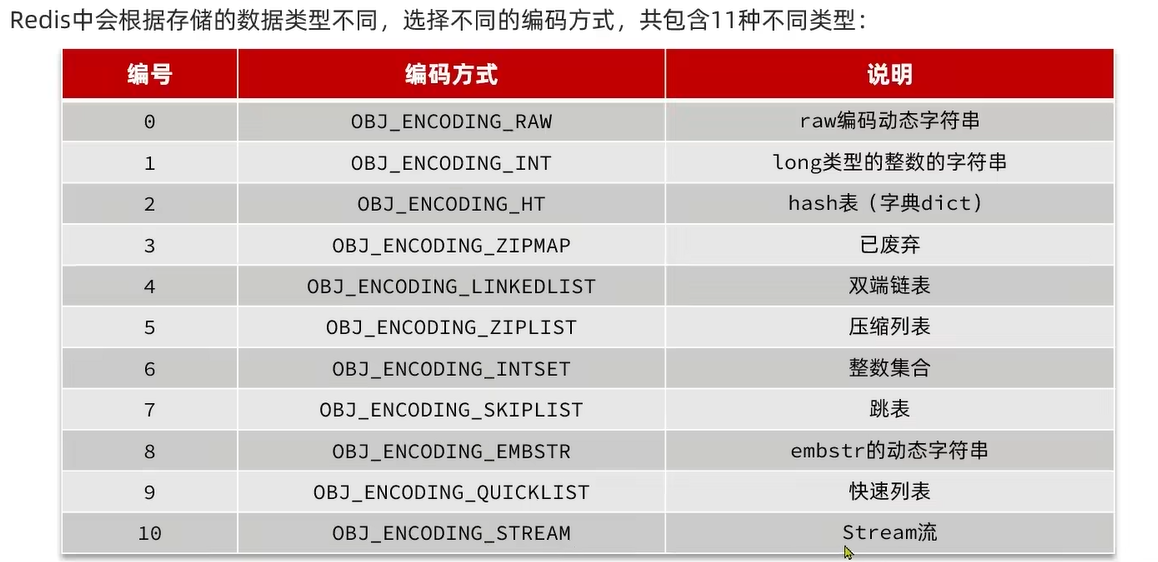 Redis中会根据存储的数据类型不同，选择不同的编码方式，共包含11种不同类型：
编号 编码方式 说明
0 OBJ_ENCODING_RAW raw编码动态字符串
1 OBJ_ENCODING_INT long类型的整数的字符串
2 OBJ_ENCODING_HT hash表（字典dict）
3 OBJ_ENCODING_ZIPMAP 已废弃
4 OBJ_ENCODING_LINKEDLIST 双端链表
5 OBJ_ENCODING_ZIPLIST 压缩列表
6 OBJ_ENCODING_INTSET 整数集合
7 OBJ_ENCODING_SKIPLIST 跳表
8 OBJ_ENCODING_EMBSTR embstr的动态字符串
9 OBJ_ENCODING_QUICKLIST 快速列表
10 OBJ_ENCODING_STREAM Stream流